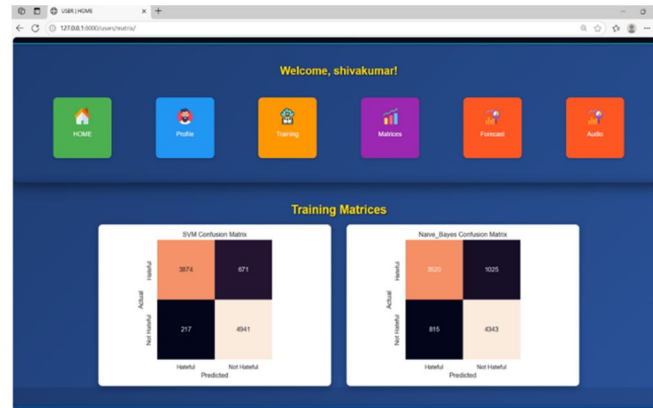 USER | HOME
127.0.0.1:8000/users/matrix/
Welcome, shivakumar!
HOME
Profile
Training
Matrices
Forecast
Audio
Training Matrices
SVM Confusion Matrix
Hateful
3874
671
Actual
Not Hateful
217
4941
Hateful
Not Hateful
Predicted
Naive_Bayes Confusion Matrix
Hateful
3520
1025
Actual
Not Hateful
815
4343
Hateful
Not Hateful
Predicted